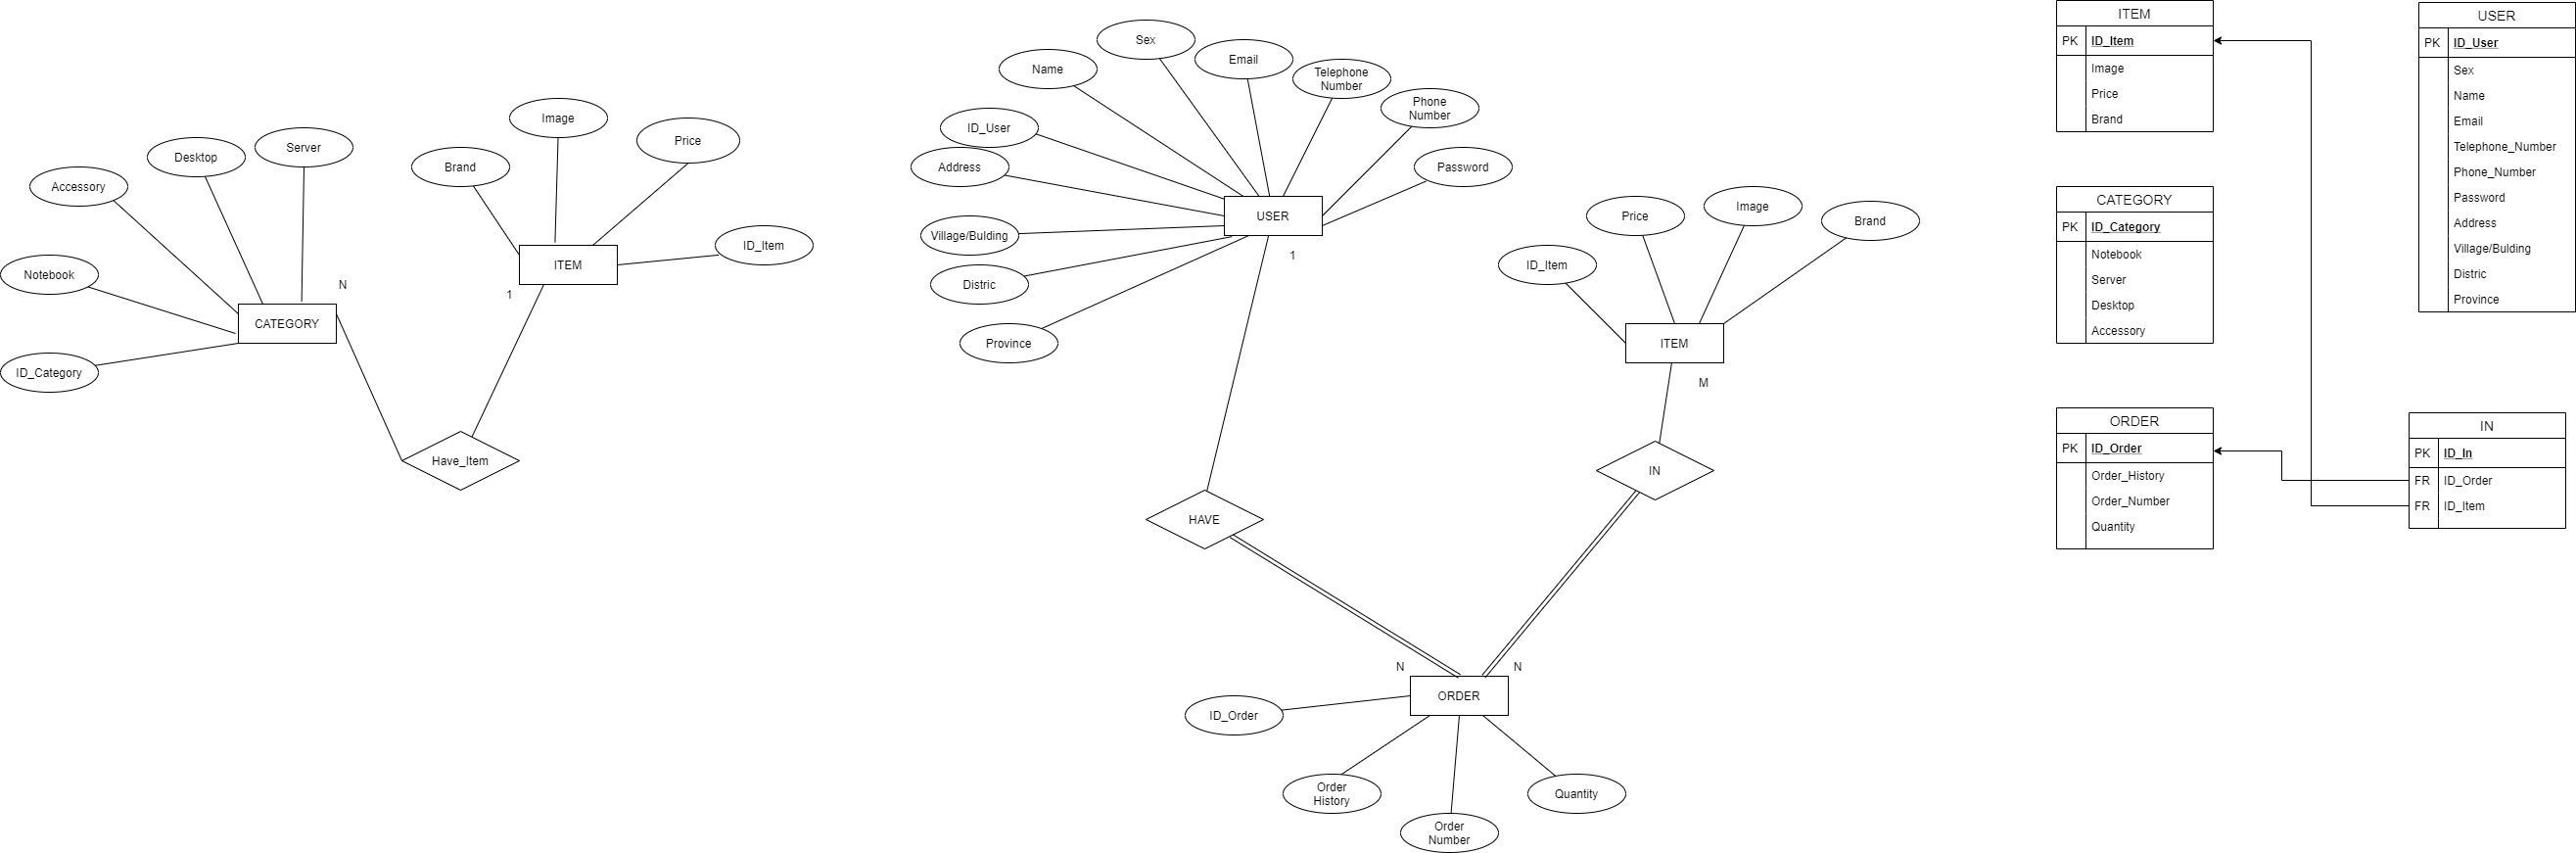 Server
Desktop
Accessory
Notebook
ID_Category
CATEGORY
N
Image
Price
Brand
ID_Item
ITEM
1
Have_Item
Sex
Email
Name
Telephone
Number
Phone
Number
ID_User
Address
Password
Village/Bulding
Distric
Province
USER
1
HAVE
Image
Price
Brand
ID_Item
ITEM
M
IN
N
N
ORDER
ID_Order
Order
History
Order
Number
Quantity
ITEM
PK ID_Item
Image
Price
Brand
CATEGORY
PK ID_Category
Notebook
Server
Desktop
Accessory
ORDER
PK ID_Order
Order_History
Order_Number
Quantity
USER
PK ID_User
Sex
Name
Email
Telephone_Number
Phone_Number
Password
Address
Village/Bulding
Distric
Province
IN
PK ID_In
FR ID_Order
FR ID_Item